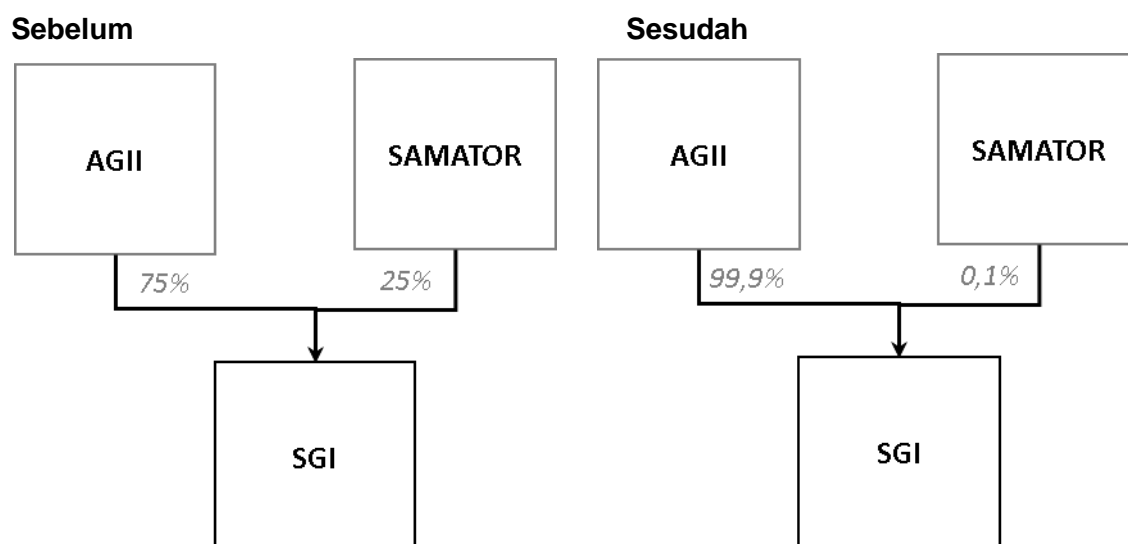 Sebelum
Sesudah
AGII
SAMATOR
75%
25%
SGI
AGII
SAMATOR
99,9%
0,1%
SGI